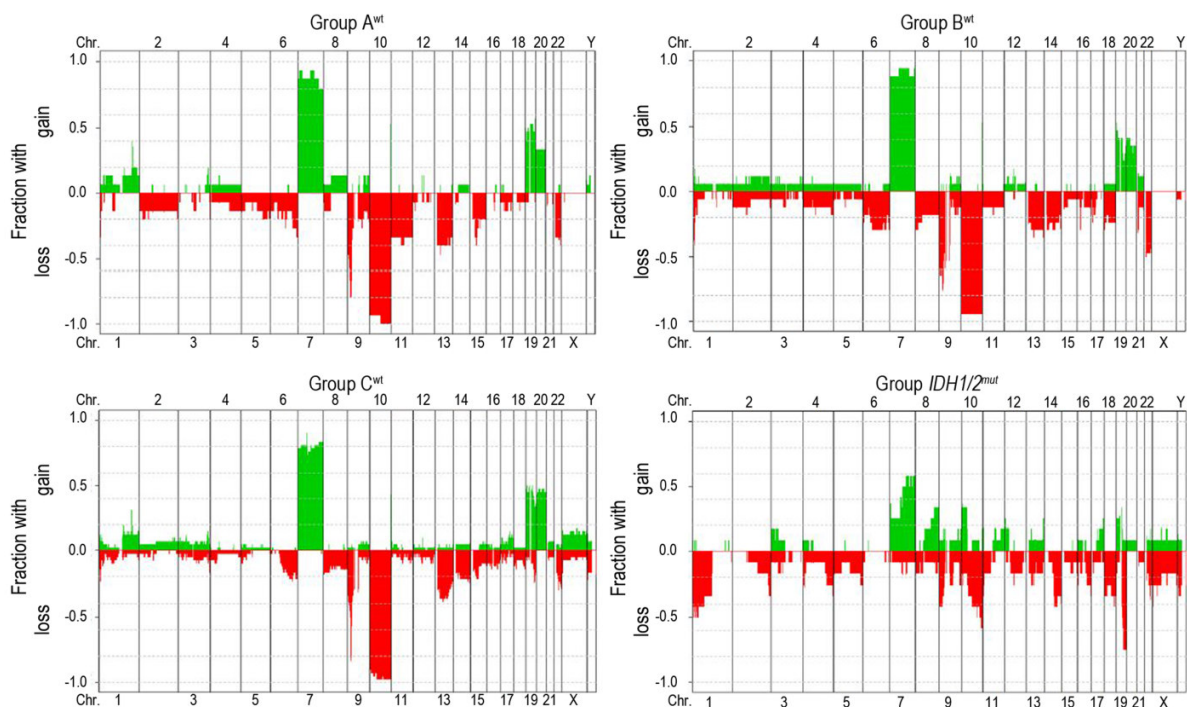 Group Aʷᵗ
Chr. 2 4 6 8 10 12 14 16 18 20 22 Y
Fraction with
loss gain
1.0
0.5
0.0
-0.5
-1.0
Chr. 1 3 5 7 9 11 13 15 17 19 21 X
Group Bʷᵗ
Chr. 2 4 6 8 10 12 14 16 18 20 22 Y
Fraction with
loss gain
1.0
0.5
0.0
-0.5
-1.0
Chr. 1 3 5 7 9 11 13 15 17 19 21 X
Group Cʷᵗ
Chr. 2 4 6 8 10 12 14 16 18 20 22 Y
Fraction with
loss gain
1.0
0.5
0.0
-0.5
-1.0
Chr. 1 3 5 7 9 11 13 15 17 19 21 X
Group IDH1/2ᵐᵘᵗ
Chr. 2 4 6 8 10 12 14 16 18 20 22 Y
Fraction with
loss gain
1.0
0.5
0.0
-0.5
-1.0
Chr. 1 3 5 7 9 11 13 15 17 19 21 X